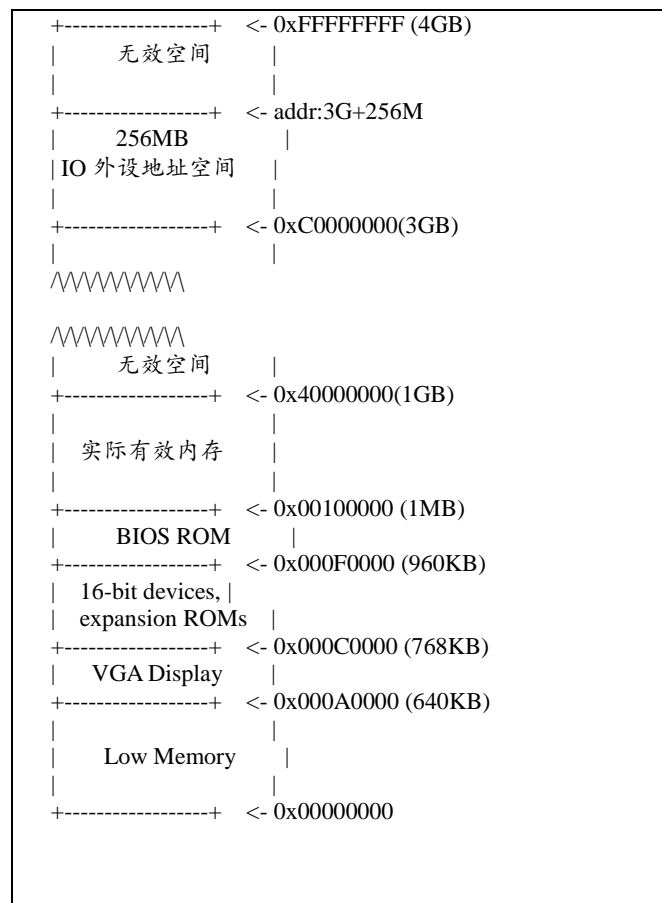 +------------------+ <- 0xFFFFFFFF (4GB)
| 无效空间 |
| |
+------------------+ <- addr:3G+256M
| 256MB |
| IO 外设地址空间 |
| |
+------------------+ <- 0xC0000000(3GB)
| |
/\/\/\/\/\/\/\/\/\/\
/\/\/\/\/\/\/\/\/\/\
| 无效空间 |
+------------------+ <- 0x40000000(1GB)
| |
| 实际有效内存 |
| |
+------------------+ <- 0x00100000 (1MB)
| BIOS ROM |
+------------------+ <- 0x000F0000 (960KB)
| 16-bit devices, |
| expansion ROMs |
+------------------+ <- 0x000C0000 (768KB)
| VGA Display |
+------------------+ <- 0x000A0000 (640KB)
| |
| Low Memory |
| |
+------------------+ <- 0x00000000